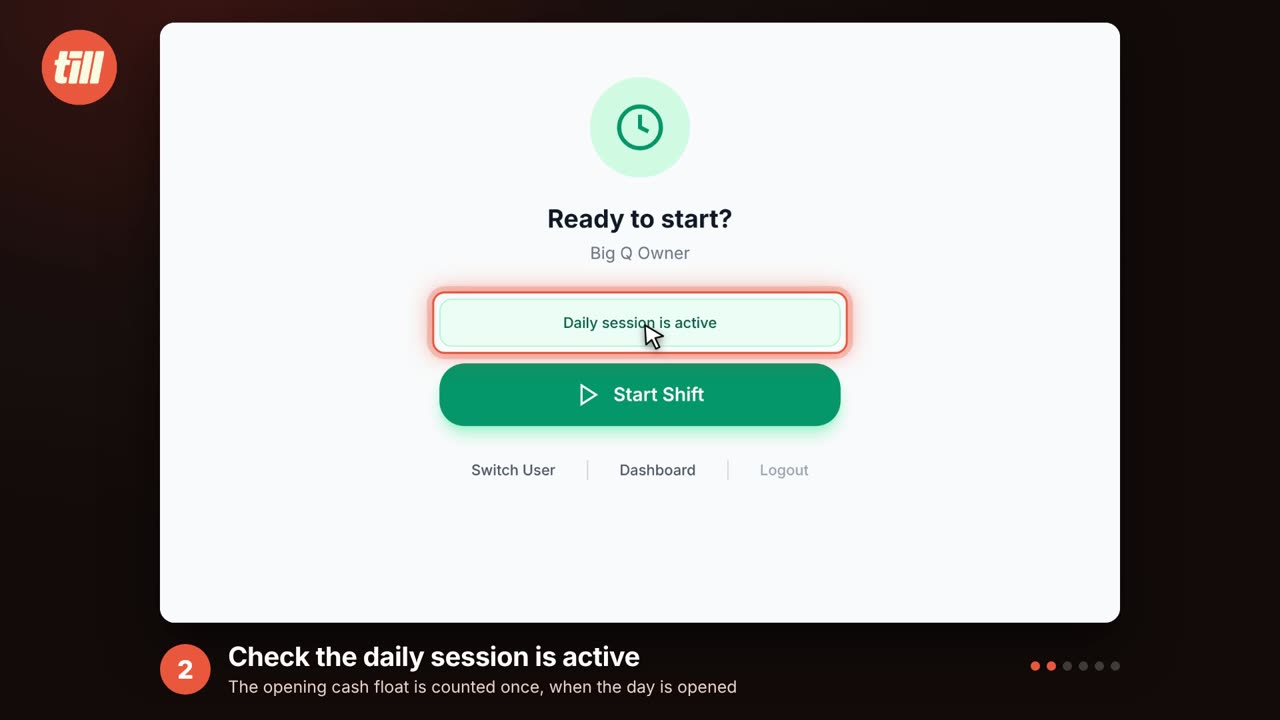 till
Ready to start?
Big Q Owner
Daily session is active
Start Shift
Switch User
Dashboard
Logout
2
Check the daily session is active
The opening cash float is counted once, when the day is opened